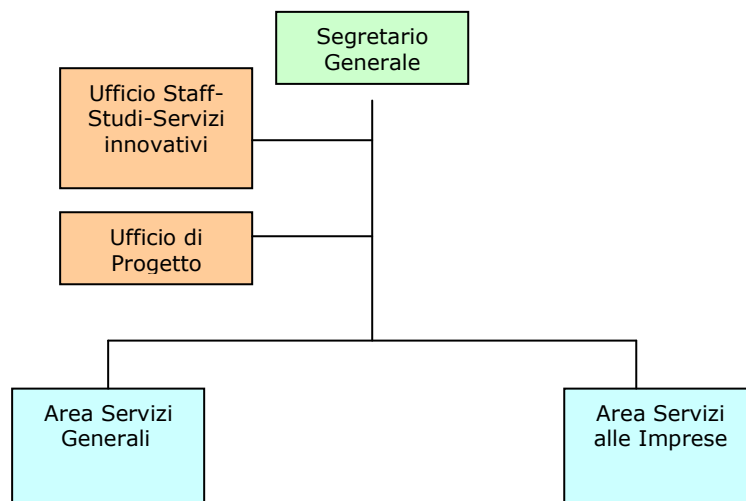 Segretario
Generale
Ufficio Staff-
Studi-Servizi
innovativi
Ufficio di
Progetto
Area Servizi
Generali
Area Servizi
alle Imprese